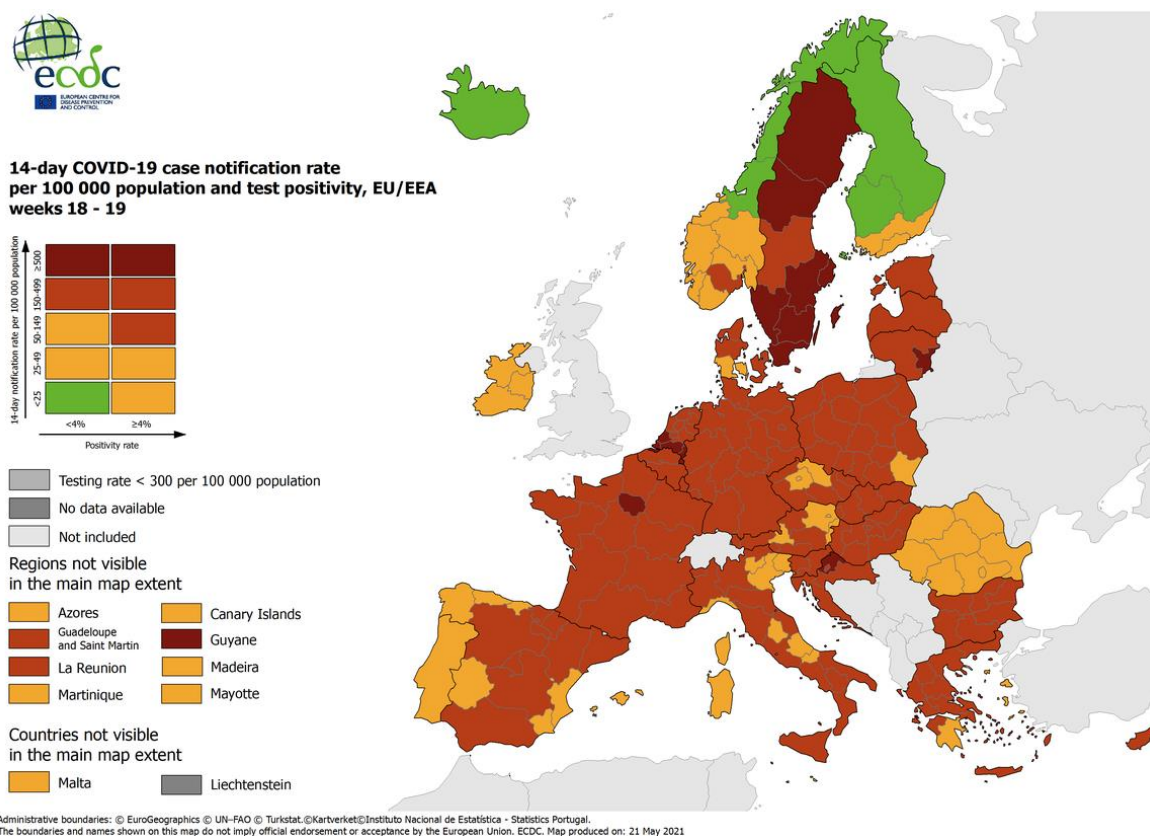 ecdc
EUROPEAN CENTRE FOR
DISEASE PREVENTION
AND CONTROL
14-day COVID-19 case notification rate
per 100 000 population and test positivity, EU/EEA
weeks 18 - 19
14-day notification rate per 100 000 population
≥500
150-499
50-149
25-49
<25
<4%
≥4%
Positivity rate
Testing rate < 300 per 100 000 population
No data available
Not included
Regions not visible
in the main map extent
Azores
Canary Islands
Guadeloupe
and Saint Martin
Guyane
La Reunion
Madeira
Martinique
Mayotte
Countries not visible
in the main map extent
Malta
Liechtenstein
Administrative boundaries: © EuroGeographics © UN–FAO © Turkstat.©Kartverket©Instituto Nacional de Estatística - Statistics Portugal.
The boundaries and names shown on this map do not imply official endorsement or acceptance by the European Union. ECDC. Map produced on: 21 May 2021